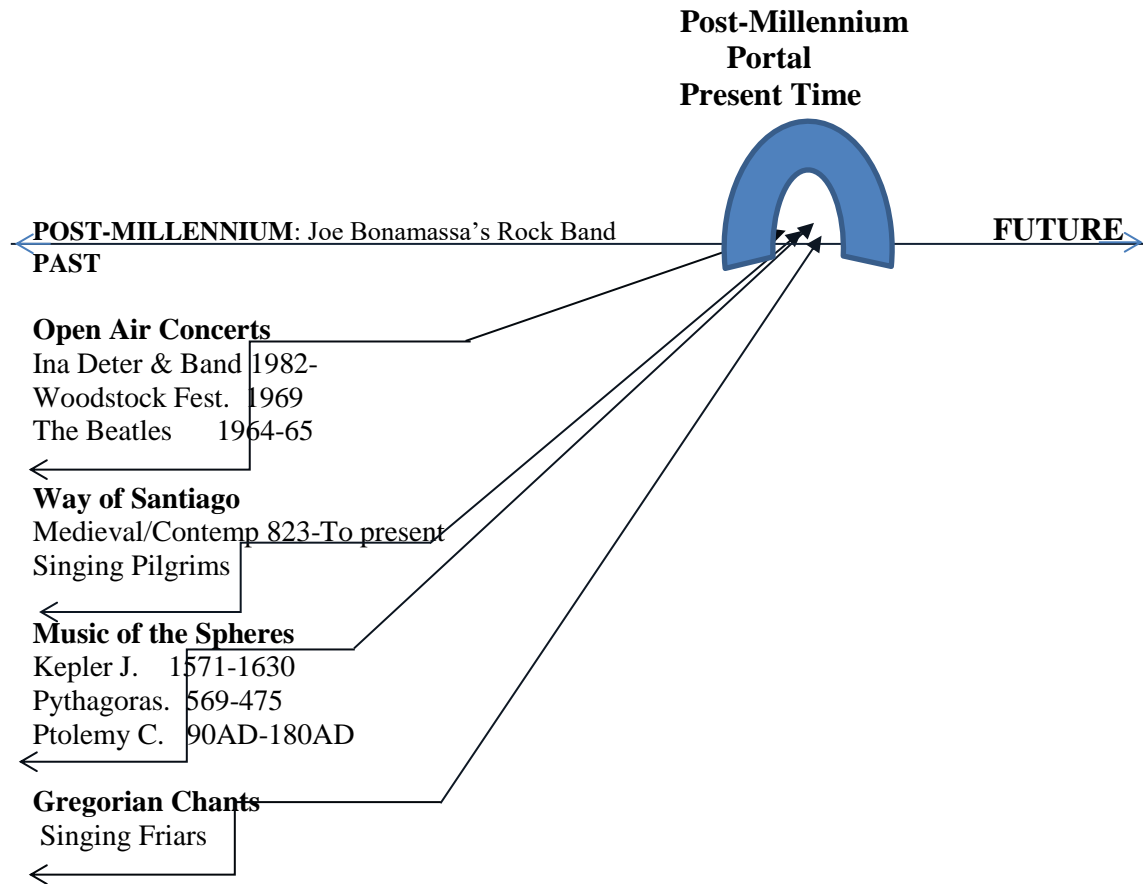 Post-Millennium
Portal
Present Time
POST-MILLENNIUM: Joe Bonamassa’s Rock Band
FUTURE
PAST
Open Air Concerts
Ina Deter & Band 1982-
Woodstock Fest. 1969
The Beatles 1964-65
Way of Santiago
Medieval/Contemp 823-To present
Singing Pilgrims
Music of the Spheres
Kepler J. 1571-1630
Pythagoras. 569-475
Ptolemy C. 90AD-180AD
Gregorian Chants
Singing Friars